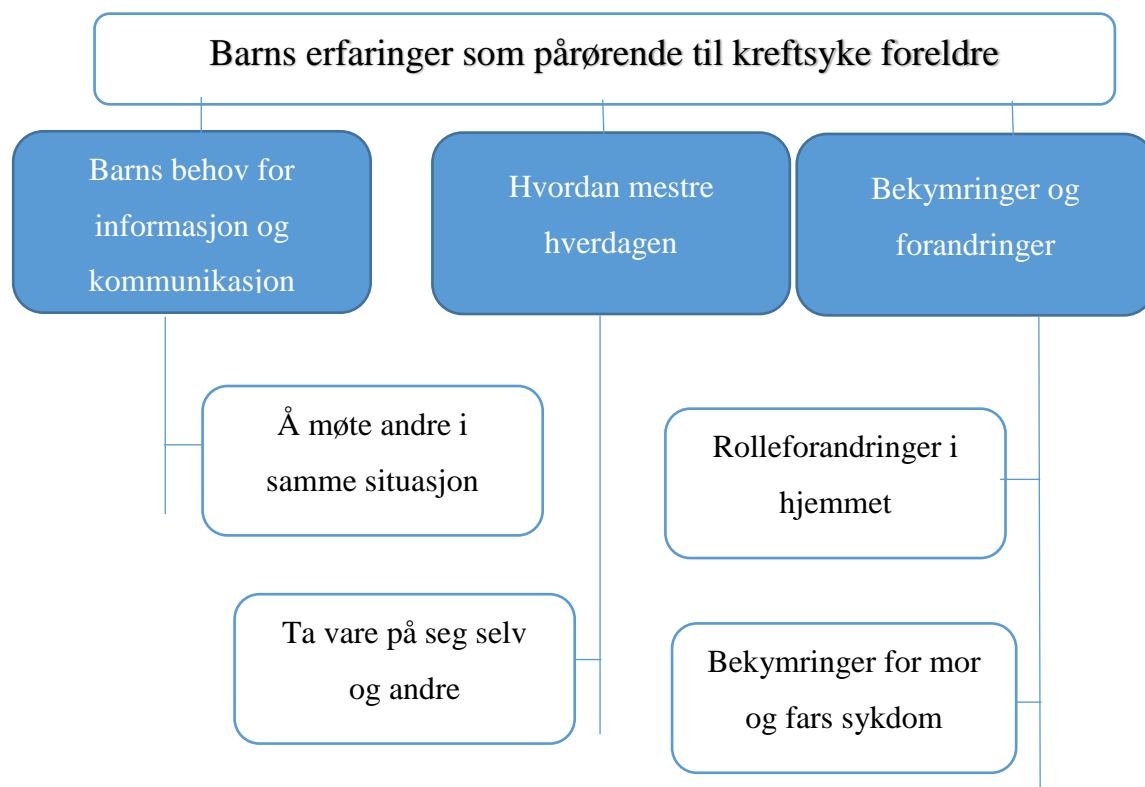 Barns erfaringer som pårørende til kreftsyke foreldre
Barns behov for
informasjon og
kommunikasjon
Hvordan mestre
hverdagen
Bekymringer og
forandringer
Å møte andre i
samme situasjon
Rolleforandringer i
hjemmet
Ta vare på seg selv
og andre
Bekymringer for mor
og fars sykdom